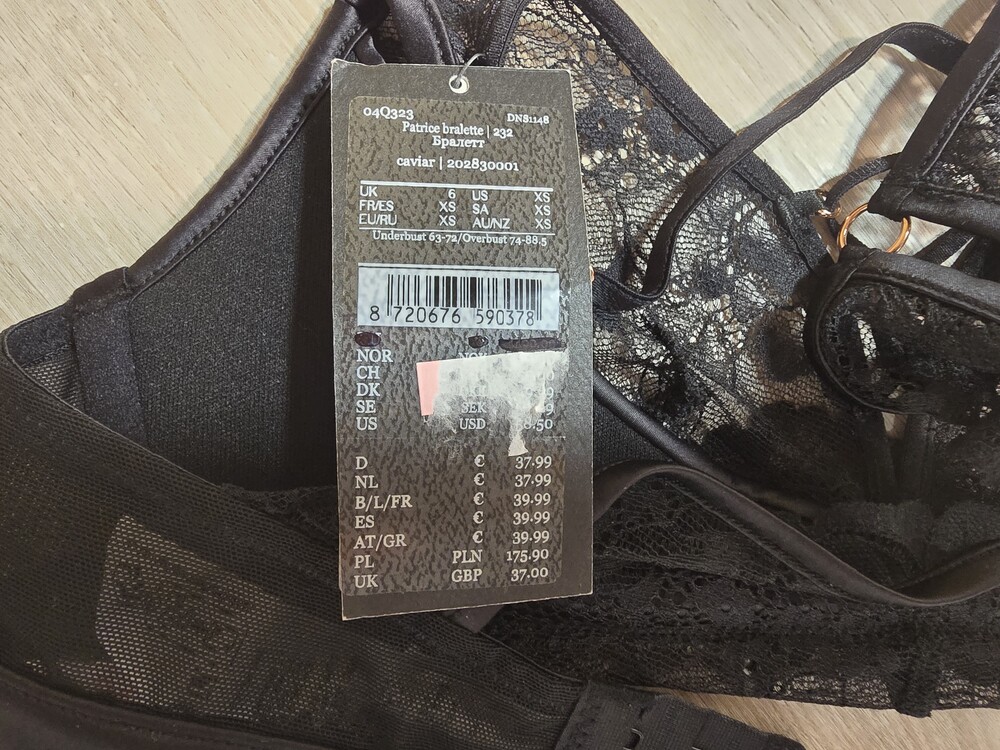 04Q323 DNS1148
Patrice bralette | 232
Бралетт
caviar | 202830001
UK 6 US XS
FR/ES XS SA XS
EU/RU XS AU/NZ XS
Underbust 63-72/Overbust 74-88.5
8 720676 590378
NOR
CH
DK
SE SEK
US USD
D € 37.99
NL € 37.99
B/L/FR € 39.99
ES € 39.99
AT/GR € 39.99
PL PLN 175.90
UK GBP 37.00